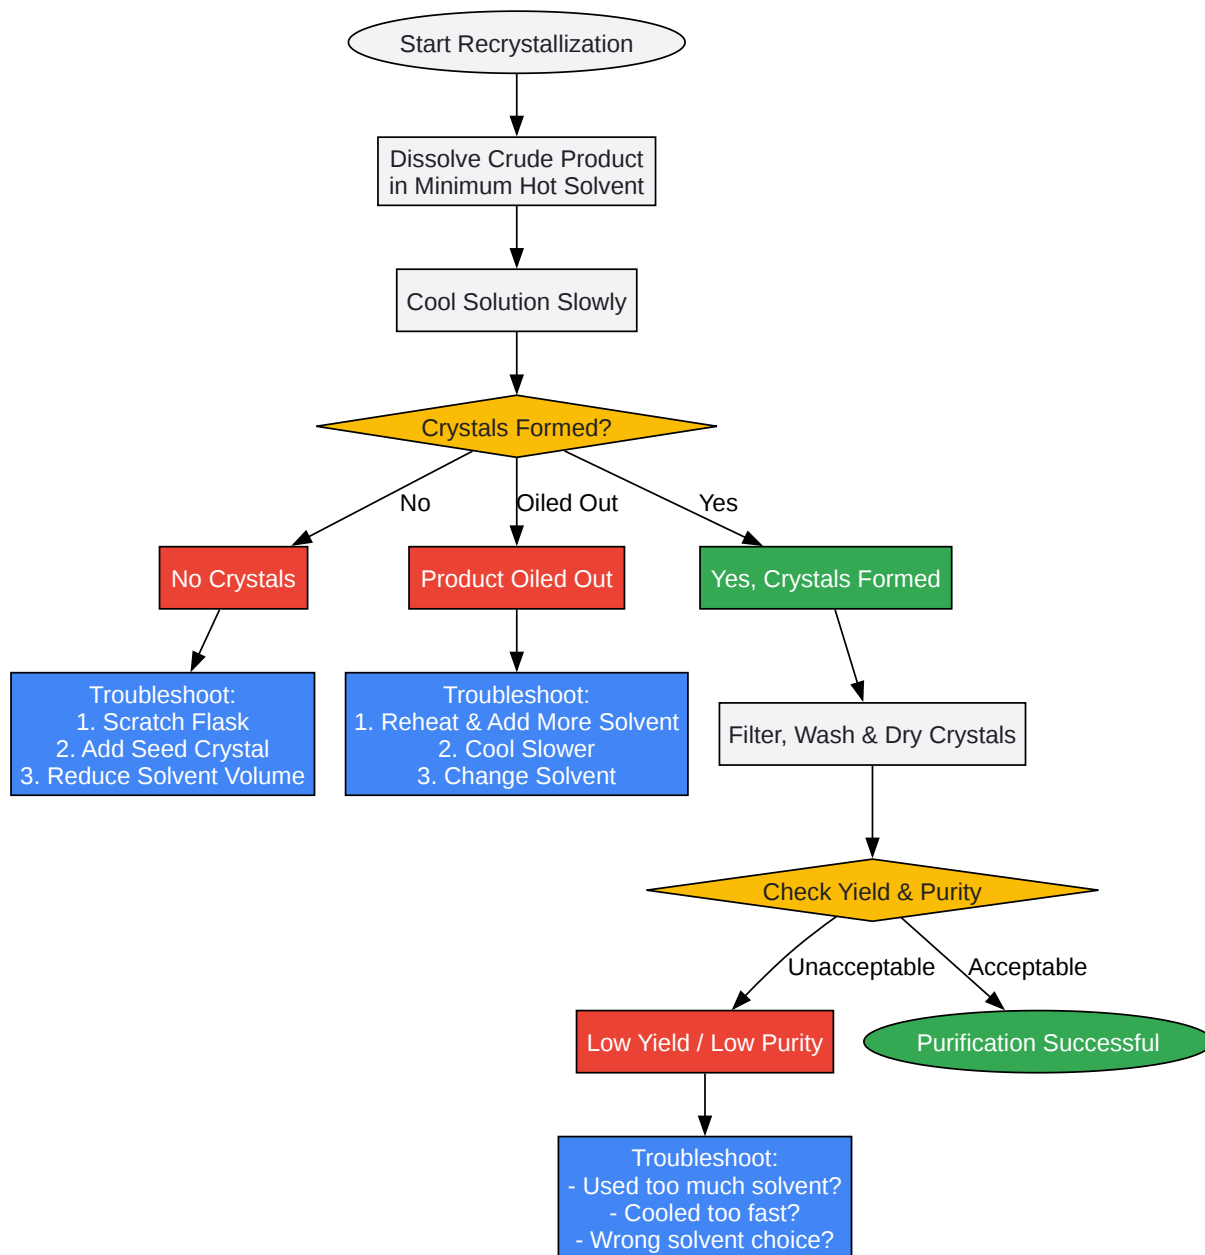 Start Recrystallization
Dissolve Crude Product
in Minimum Hot Solvent
Cool Solution Slowly
Crystals Formed?
No
Oiled Out
Yes
No Crystals
Product Oiled Out
Yes, Crystals Formed
Troubleshoot:
1. Scratch Flask
2. Add Seed Crystal
3. Reduce Solvent Volume
Troubleshoot:
1. Reheat & Add More Solvent
2. Cool Slower
3. Change Solvent
Filter, Wash & Dry Crystals
Check Yield & Purity
Unacceptable
Acceptable
Low Yield / Low Purity
Purification Successful
Troubleshoot:
- Used too much solvent?
- Cooled too fast?
- Wrong solvent choice?